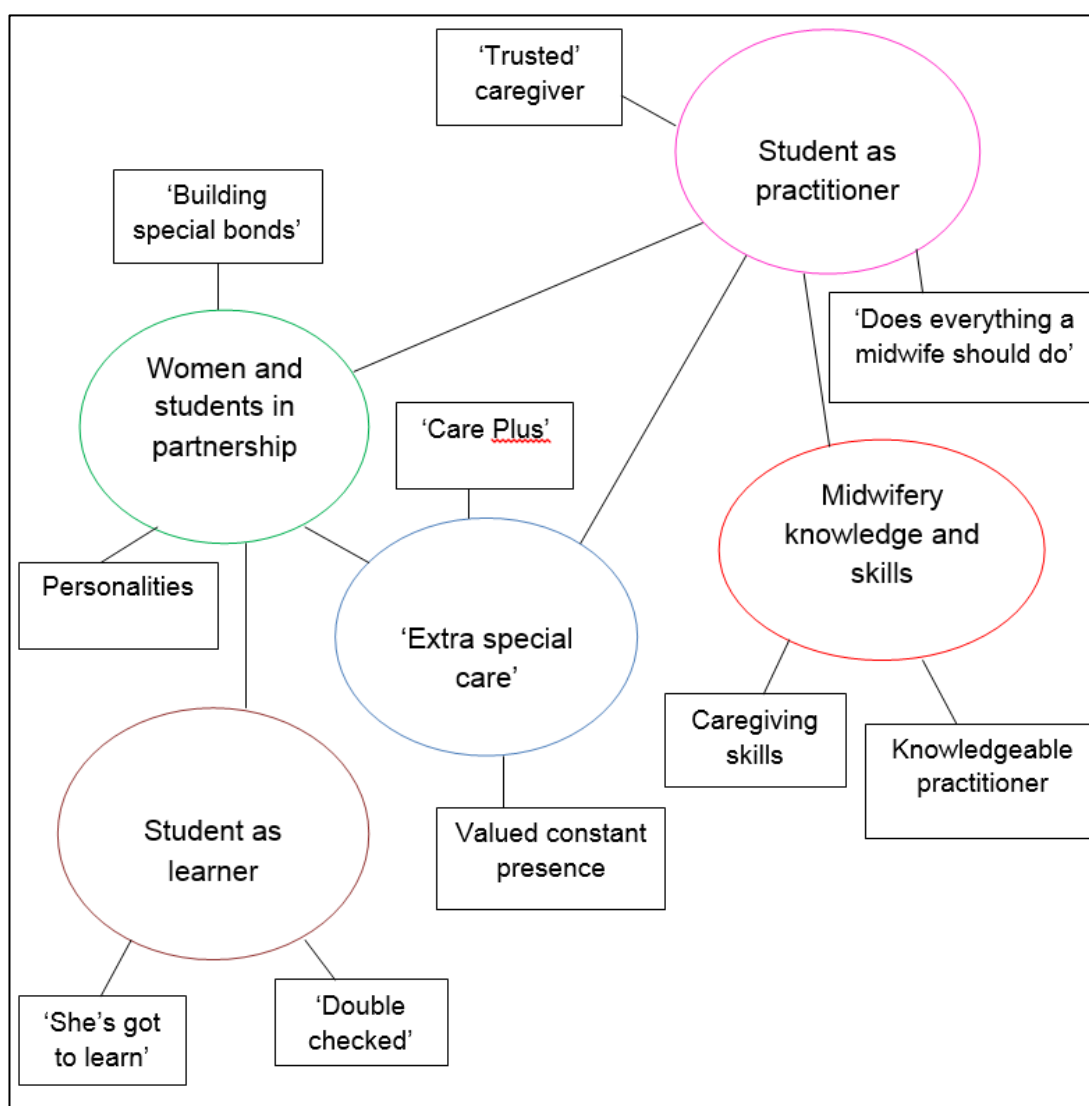 ‘Trusted’
caregiver
Student as
practitioner
‘Building
special bonds’
‘Does everything a
midwife should do’
Women and
students in
partnership
‘Care Plus’
Midwifery
knowledge and
skills
Personalities
‘Extra special
care’
Caregiving
skills
Knowledgeable
practitioner
Student as
learner
Valued constant
presence
‘She’s got
to learn’
‘Double
checked’